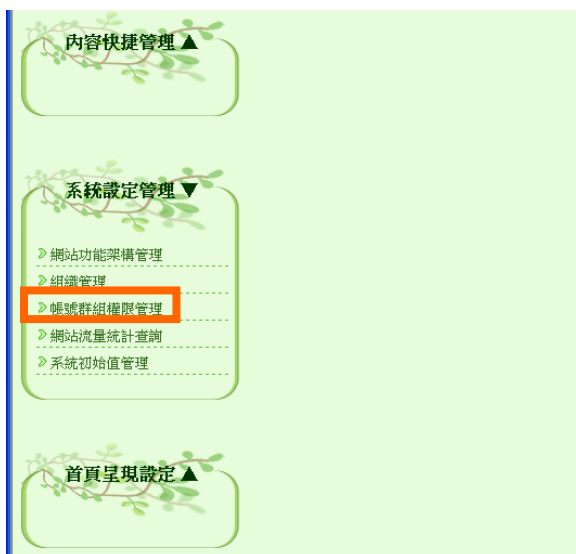 內容快捷管理▲
系統設定管理▼
網站功能架構管理
組織管理
帳號群組權限管理
網站流量統計查詢
系統初始值管理
首頁呈現設定▲